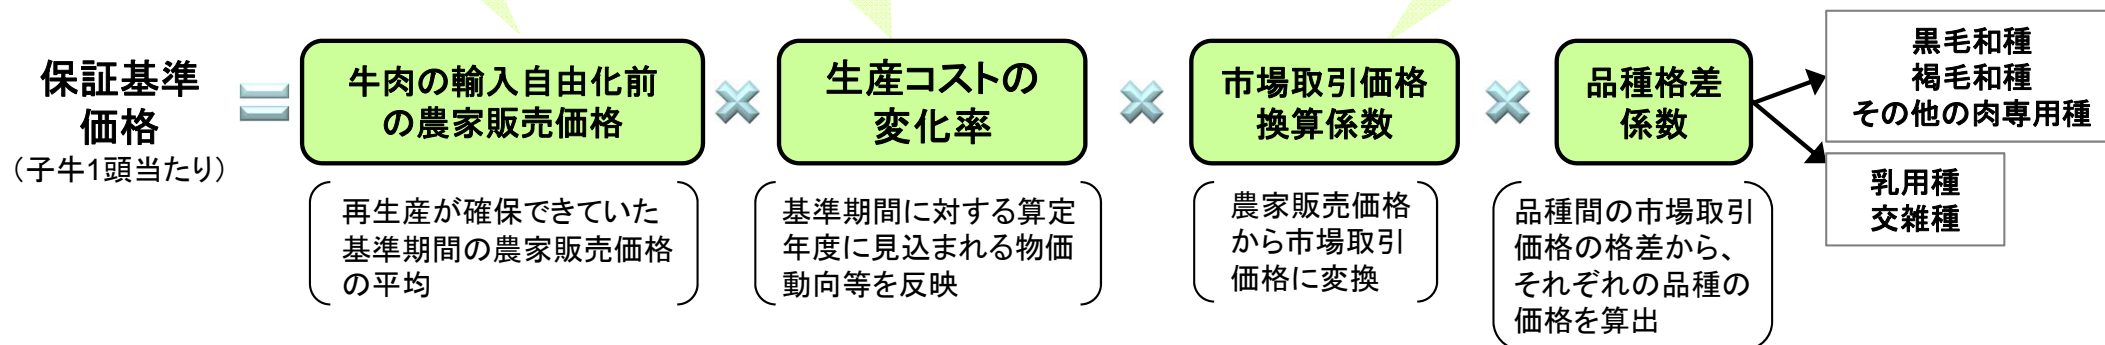 保証基準
価格
（子牛1頭当たり）
＝
牛肉の輸入自由化前
の農家販売価格
×
生産コストの
変化率
×
市場取引価格
換算係数
×
品種格差
係数
黒毛和種
褐毛和種
その他の肉専用種
乳用種
交雑種
再生産が確保できていた
基準期間の農家販売価格
の平均
基準期間に対する算定
年度に見込まれる物価
動向等を反映
農家販売価格
から市場取引
価格に変換
品種間の市場取引
価格の格差から、
それぞれの品種の
価格を算出